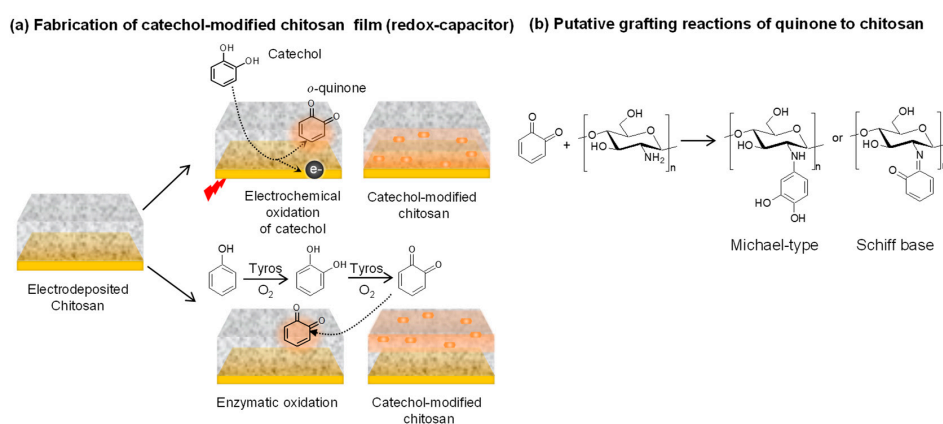 (a) Fabrication of catechol-modified chitosan film (redox-capacitor)
OH
OH
Catechol
o-quinone
O
O
e-
Electrochemical
oxidation
of catechol
Catechol-modified
chitosan
Electrodeposited
Chitosan
OH
Tyros
O2
OH
OH
Tyros
O2
O
O
O
O
Enzymatic oxidation
Catechol-modified
chitosan
(b) Putative grafting reactions of quinone to chitosan
O
O
+
OH
O
O
HO
NH2
n
OH
O
O
HO
NH
n
HO
OH
Michael-type
or
OH
O
O
HO
N
n
O
Schiff base